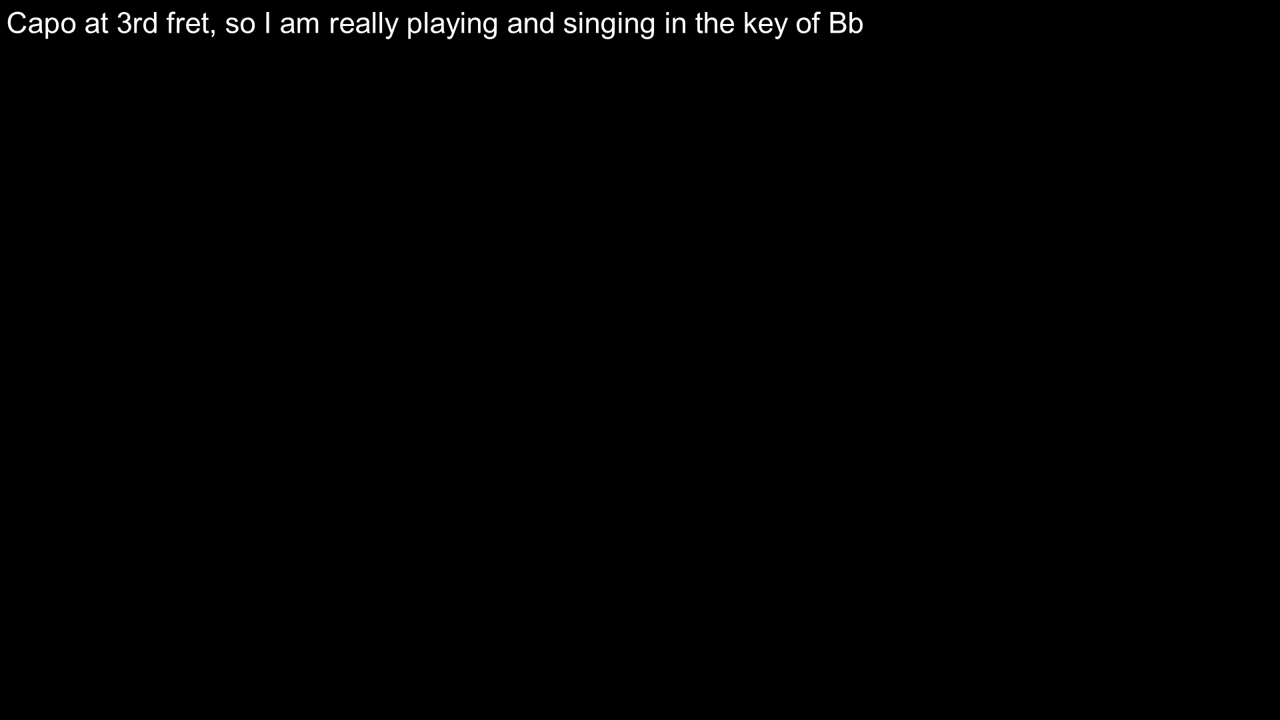 Capo at 3rd fret, so I am really playing and singing in the key of Bb